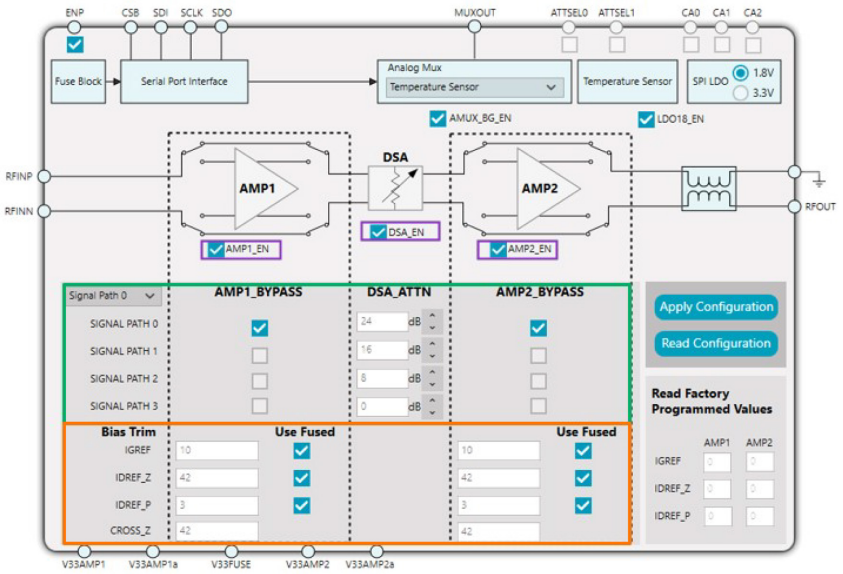 ENP CSB SDI SCLK SDO MUXOUT ATTSEL0 ATTSEL1 CA0 CA1 CA2
Fuse Block
Serial Port Interface
Analog Mux
Temperature Sensor
Temperature Sensor
SPI LDO
1.8V
3.3V
AMUX_BG_EN
LDO18_EN
RFINP
RFINN
AMP1
DSA
AMP2
RFOUT
AMP1_EN
DSA_EN
AMP2_EN
Signal Path 0 AMP1_BYPASS DSA_ATTN AMP2_BYPASS
SIGNAL PATH 0 24 dB
SIGNAL PATH 1 16 dB
SIGNAL PATH 2 8 dB
SIGNAL PATH 3 0 dB
Apply Configuration
Read Configuration
Bias Trim Use Fused Use Fused
IGREF 10 10
IDREF_Z 42 42
IDREF_P 3 3
CROSS_Z 42 42
Read Factory
Programmed Values
AMP1 AMP2
IGREF 0 0
IDREF_Z 0 0
IDREF_P 0 0
V33AMP1 V33AMP1a V33FUSE V33AMP2 V33AMP2a